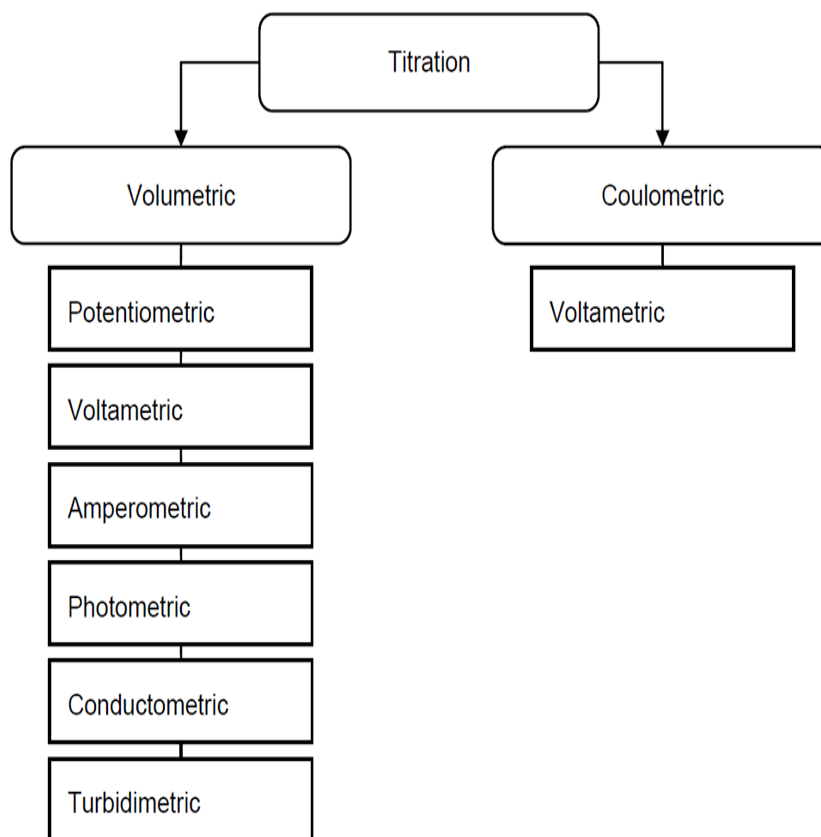 Titration
Volumetric
Coulometric
Potentiometric
Voltametric
Voltametric
Amperometric
Photometric
Conductometric
Turbidimetric